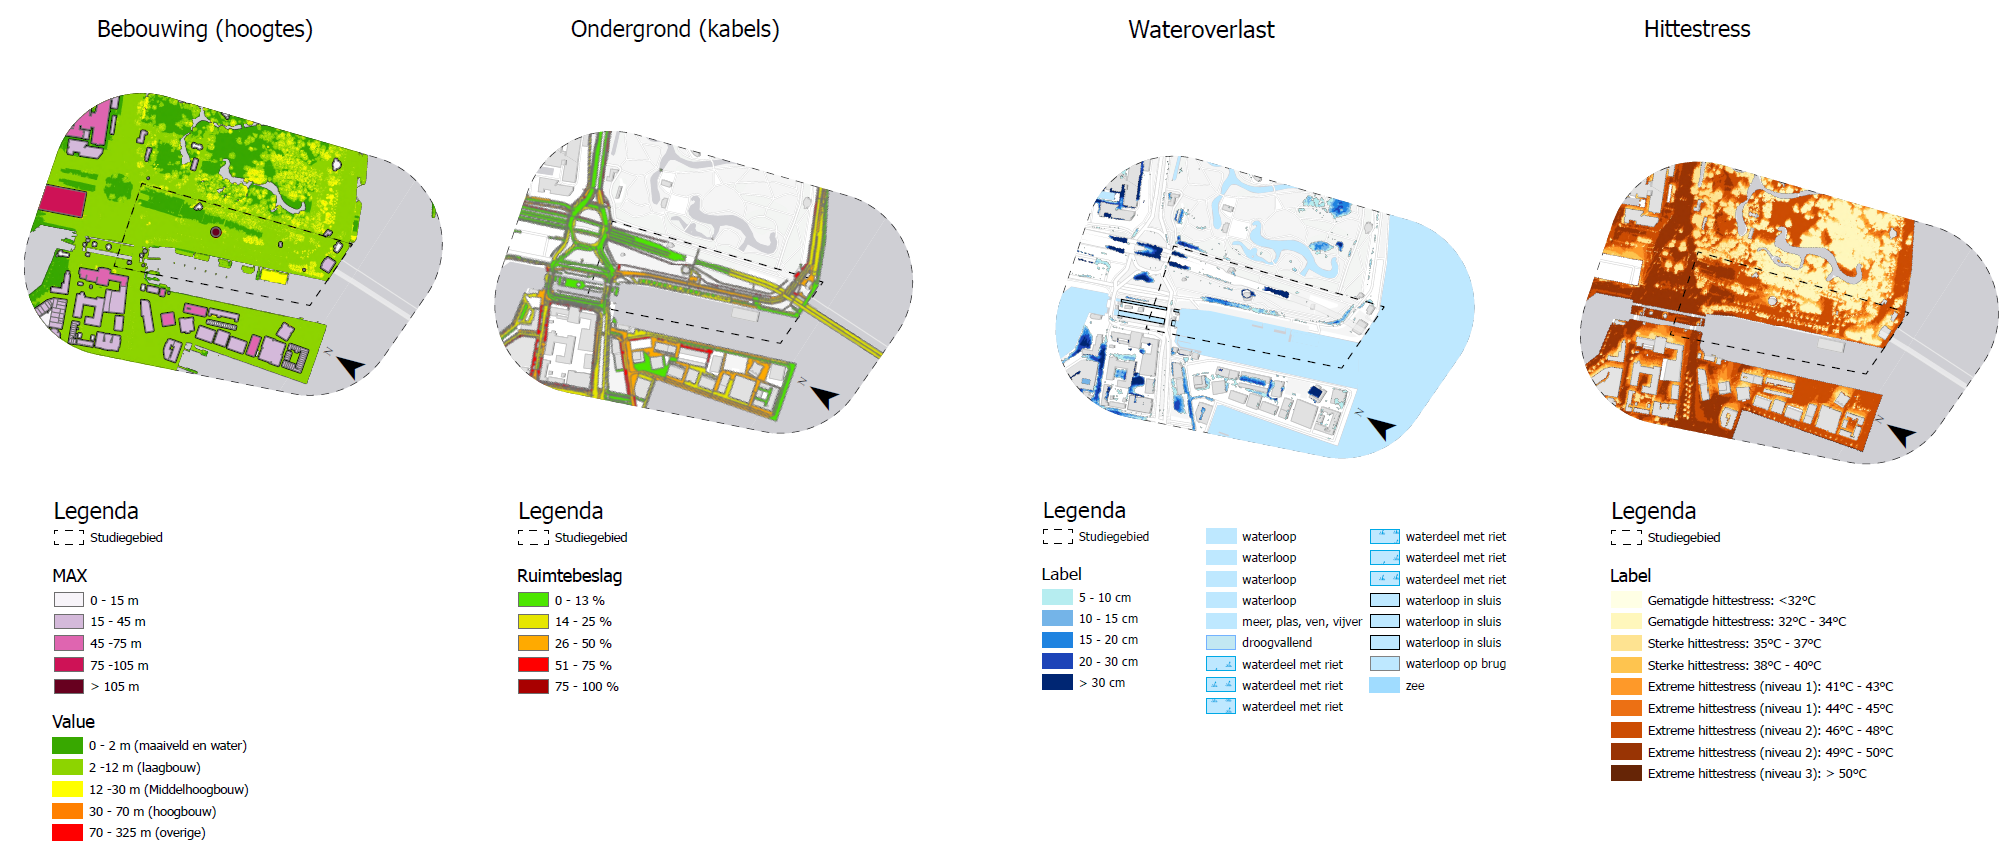 Bebouwing (hoogtes)
Ondergrond (kabels)
Wateroverlast
Hittestress
N
N
N
N
Legenda
Studiegebied
MAX
0 - 15 m
15 - 45 m
45 -75 m
75 -105 m
> 105 m
Value
0 - 2 m (maaiveld en water)
2 -12 m (laagbouw)
12 -30 m (Middelhoogbouw)
30 - 70 m (hoogbouw)
70 - 325 m (overige)
Legenda
Studiegebied
Ruimtebeslag
0 - 13 %
14 - 25 %
26 - 50 %
51 - 75 %
75 - 100 %
Legenda
Studiegebied
Label
5 - 10 cm
10 - 15 cm
15 - 20 cm
20 - 30 cm
> 30 cm
waterloop
waterloop
waterloop
waterloop
meer, plas, ven, vijver
droogvallend
waterdeel met riet
waterdeel met riet
waterdeel met riet
waterdeel met riet
waterdeel met riet
waterdeel met riet
waterloop in sluis
waterloop in sluis
waterloop in sluis
waterloop op brug
zee
Legenda
Studiegebied
Label
Gematigde hittestress: <32°C
Gematigde hittestress: 32°C - 34°C
Sterke hittestress: 35°C - 37°C
Sterke hittestress: 38°C - 40°C
Extreme hittestress (niveau 1): 41°C - 43°C
Extreme hittestress (niveau 1): 44°C - 45°C
Extreme hittestress (niveau 2): 46°C - 48°C
Extreme hittestress (niveau 2): 49°C - 50°C
Extreme hittestress (niveau 3): > 50°C